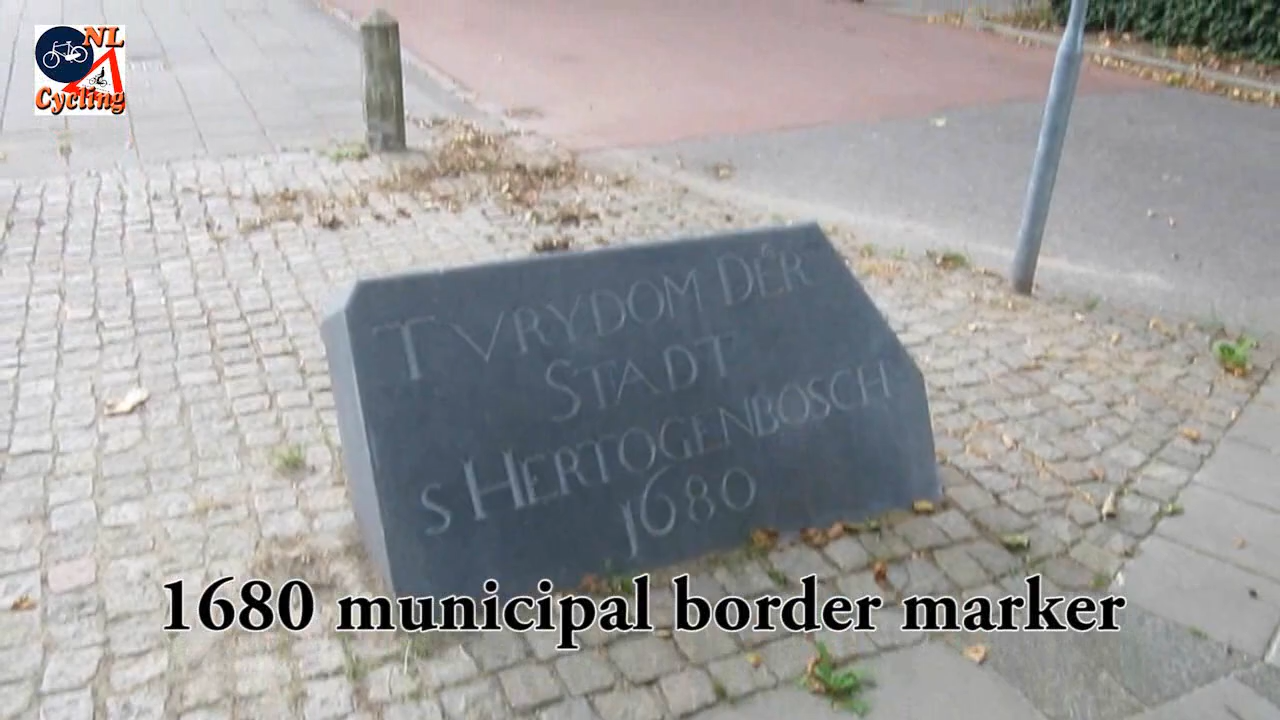 NL
Cycling
T VRYDOM DER
STADT
S HERTOGENBOSCH
1680
1680 municipal border marker